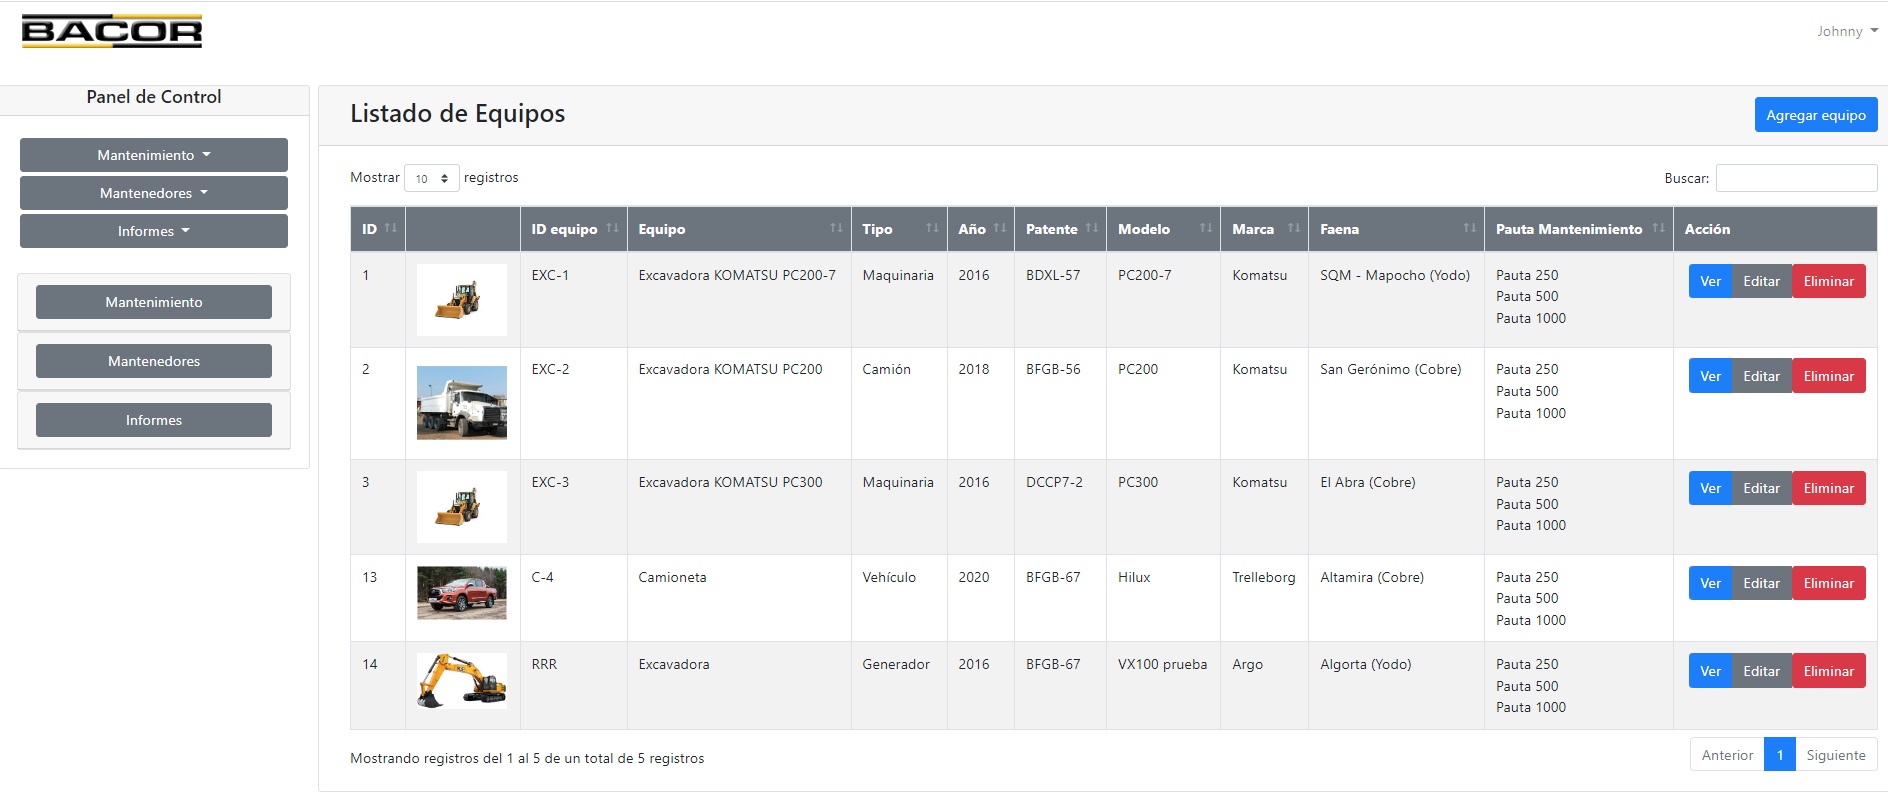 BACOR
Johnny
Panel de Control
Mantenimiento
Mantenedores
Informes
Mantenimiento
Mantenedores
Informes
Listado de Equipos
Agregar equipo
Mostrar 10 registros
Buscar:
ID ID equipo Equipo Tipo Año Patente Modelo Marca Faena Pauta Mantenimiento Acción
1 EXC-1 Excavadora KOMATSU PC200-7 Maquinaria 2016 BDXL-57 PC200-7 Komatsu SQM - Mapocho (Yodo) Pauta 250 Ver Editar Eliminar
Pauta 500
Pauta 1000
2 EXC-2 Excavadora KOMATSU PC200 Camión 2018 BFGB-56 PC200 Komatsu San Gerónimo (Cobre) Pauta 250 Ver Editar Eliminar
Pauta 500
Pauta 1000
3 EXC-3 Excavadora KOMATSU PC300 Maquinaria 2016 DCCP7-2 PC300 Komatsu El Abra (Cobre) Pauta 250 Ver Editar Eliminar
Pauta 500
Pauta 1000
13 C-4 Camioneta Vehículo 2020 BFGB-67 Hilux Trelleborg Altamira (Cobre) Pauta 250 Ver Editar Eliminar
Pauta 500
Pauta 1000
14 RRR Excavadora Generador 2016 BFGB-67 VX100 prueba Argo Algorta (Yodo) Pauta 250 Ver Editar Eliminar
Pauta 500
Pauta 1000
Mostrando registros del 1 al 5 de un total de 5 registros
Anterior 1 Siguiente